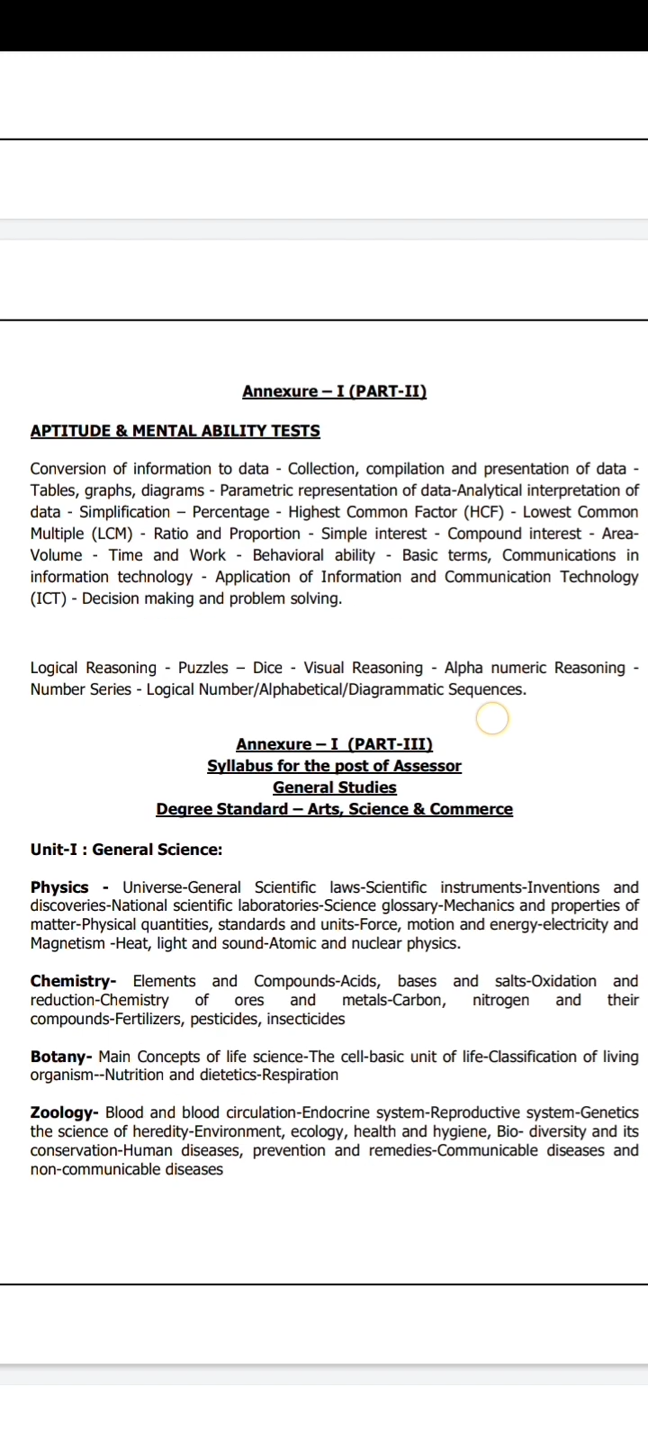 Annexure – I (PART-II)
APTITUDE & MENTAL ABILITY TESTS
Conversion of information to data - Collection, compilation and presentation of data -
Tables, graphs, diagrams - Parametric representation of data-Analytical interpretation of
data - Simplification – Percentage - Highest Common Factor (HCF) - Lowest Common
Multiple (LCM) - Ratio and Proportion - Simple interest - Compound interest - Area-
Volume - Time and Work - Behavioral ability - Basic terms, Communications in
information technology - Application of Information and Communication Technology
(ICT) - Decision making and problem solving.
Logical Reasoning - Puzzles – Dice - Visual Reasoning - Alpha numeric Reasoning -
Number Series - Logical Number/Alphabetical/Diagrammatic Sequences.
Annexure – I (PART-III)
Syllabus for the post of Assessor
General Studies
Degree Standard – Arts, Science & Commerce
Unit-I : General Science:
Physics - Universe-General Scientific laws-Scientific instruments-Inventions and
discoveries-National scientific laboratories-Science glossary-Mechanics and properties of
matter-Physical quantities, standards and units-Force, motion and energy-electricity and
Magnetism -Heat, light and sound-Atomic and nuclear physics.
Chemistry- Elements and Compounds-Acids, bases and salts-Oxidation and
reduction-Chemistry of ores and metals-Carbon, nitrogen and their
compounds-Fertilizers, pesticides, insecticides
Botany- Main Concepts of life science-The cell-basic unit of life-Classification of living
organism--Nutrition and dietetics-Respiration
Zoology- Blood and blood circulation-Endocrine system-Reproductive system-Genetics
the science of heredity-Environment, ecology, health and hygiene, Bio- diversity and its
conservation-Human diseases, prevention and remedies-Communicable diseases and
non-communicable diseases